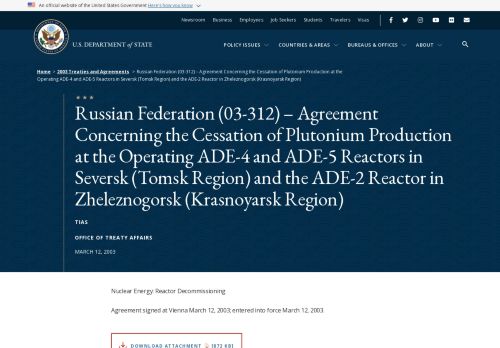 An official website of the United States Government Here's how you know
Newsroom Business Employers Job Seekers Students Travelers Visas
U.S. DEPARTMENT of STATE
POLICY ISSUES COUNTRIES & AREAS BUREAUS & OFFICES ABOUT
Home > 2003 Treaties and Agreements > Russian Federation (03-312) – Agreement Concerning the Cessation of Plutonium Production at the
Operating ADE-4 and ADE-5 Reactors in Seversk (Tomsk Region) and the ADE-2 Reactor in Zheleznogorsk (Krasnoyarsk Region)
Russian Federation (03-312) – Agreement
Concerning the Cessation of Plutonium Production
at the Operating ADE-4 and ADE-5 Reactors in
Seversk (Tomsk Region) and the ADE-2 Reactor in
Zheleznogorsk (Krasnoyarsk Region)
TIAS
OFFICE OF TREATY AFFAIRS
MARCH 12, 2003
Nuclear Energy: Reactor Decommissioning
Agreement signed at Vienna March 12, 2003; entered into force March 12, 2003.
DOWNLOAD ATTACHMENT [872 KB]